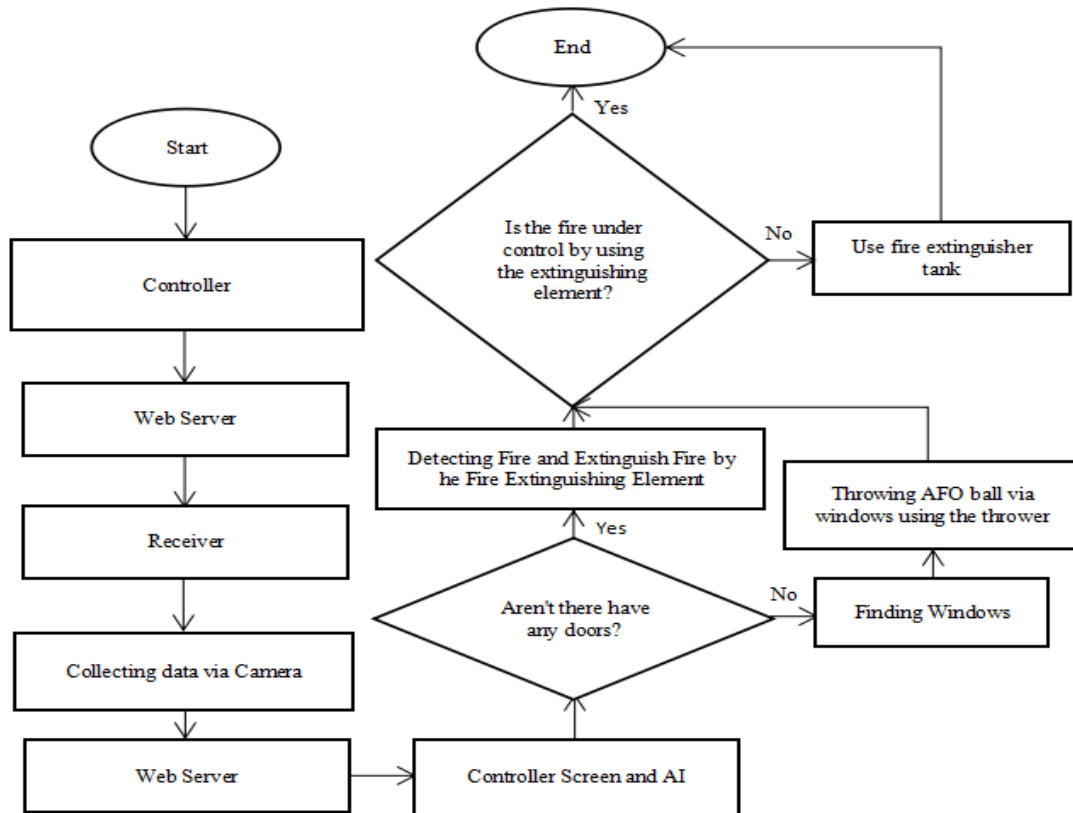 Start
Controller
Web Server
Receiver
Collecting data via Camera
Web Server
Controller Screen and AI
Aren't there have
any doors?
Yes
No
Finding Windows
Throwing AFO ball via
windows using the thrower
Detecting Fire and Extinguish Fire by
he Fire Extinguishing Element
Is the fire under
control by using
the extinguishing
element?
No
Use fire extinguisher
tank
Yes
End